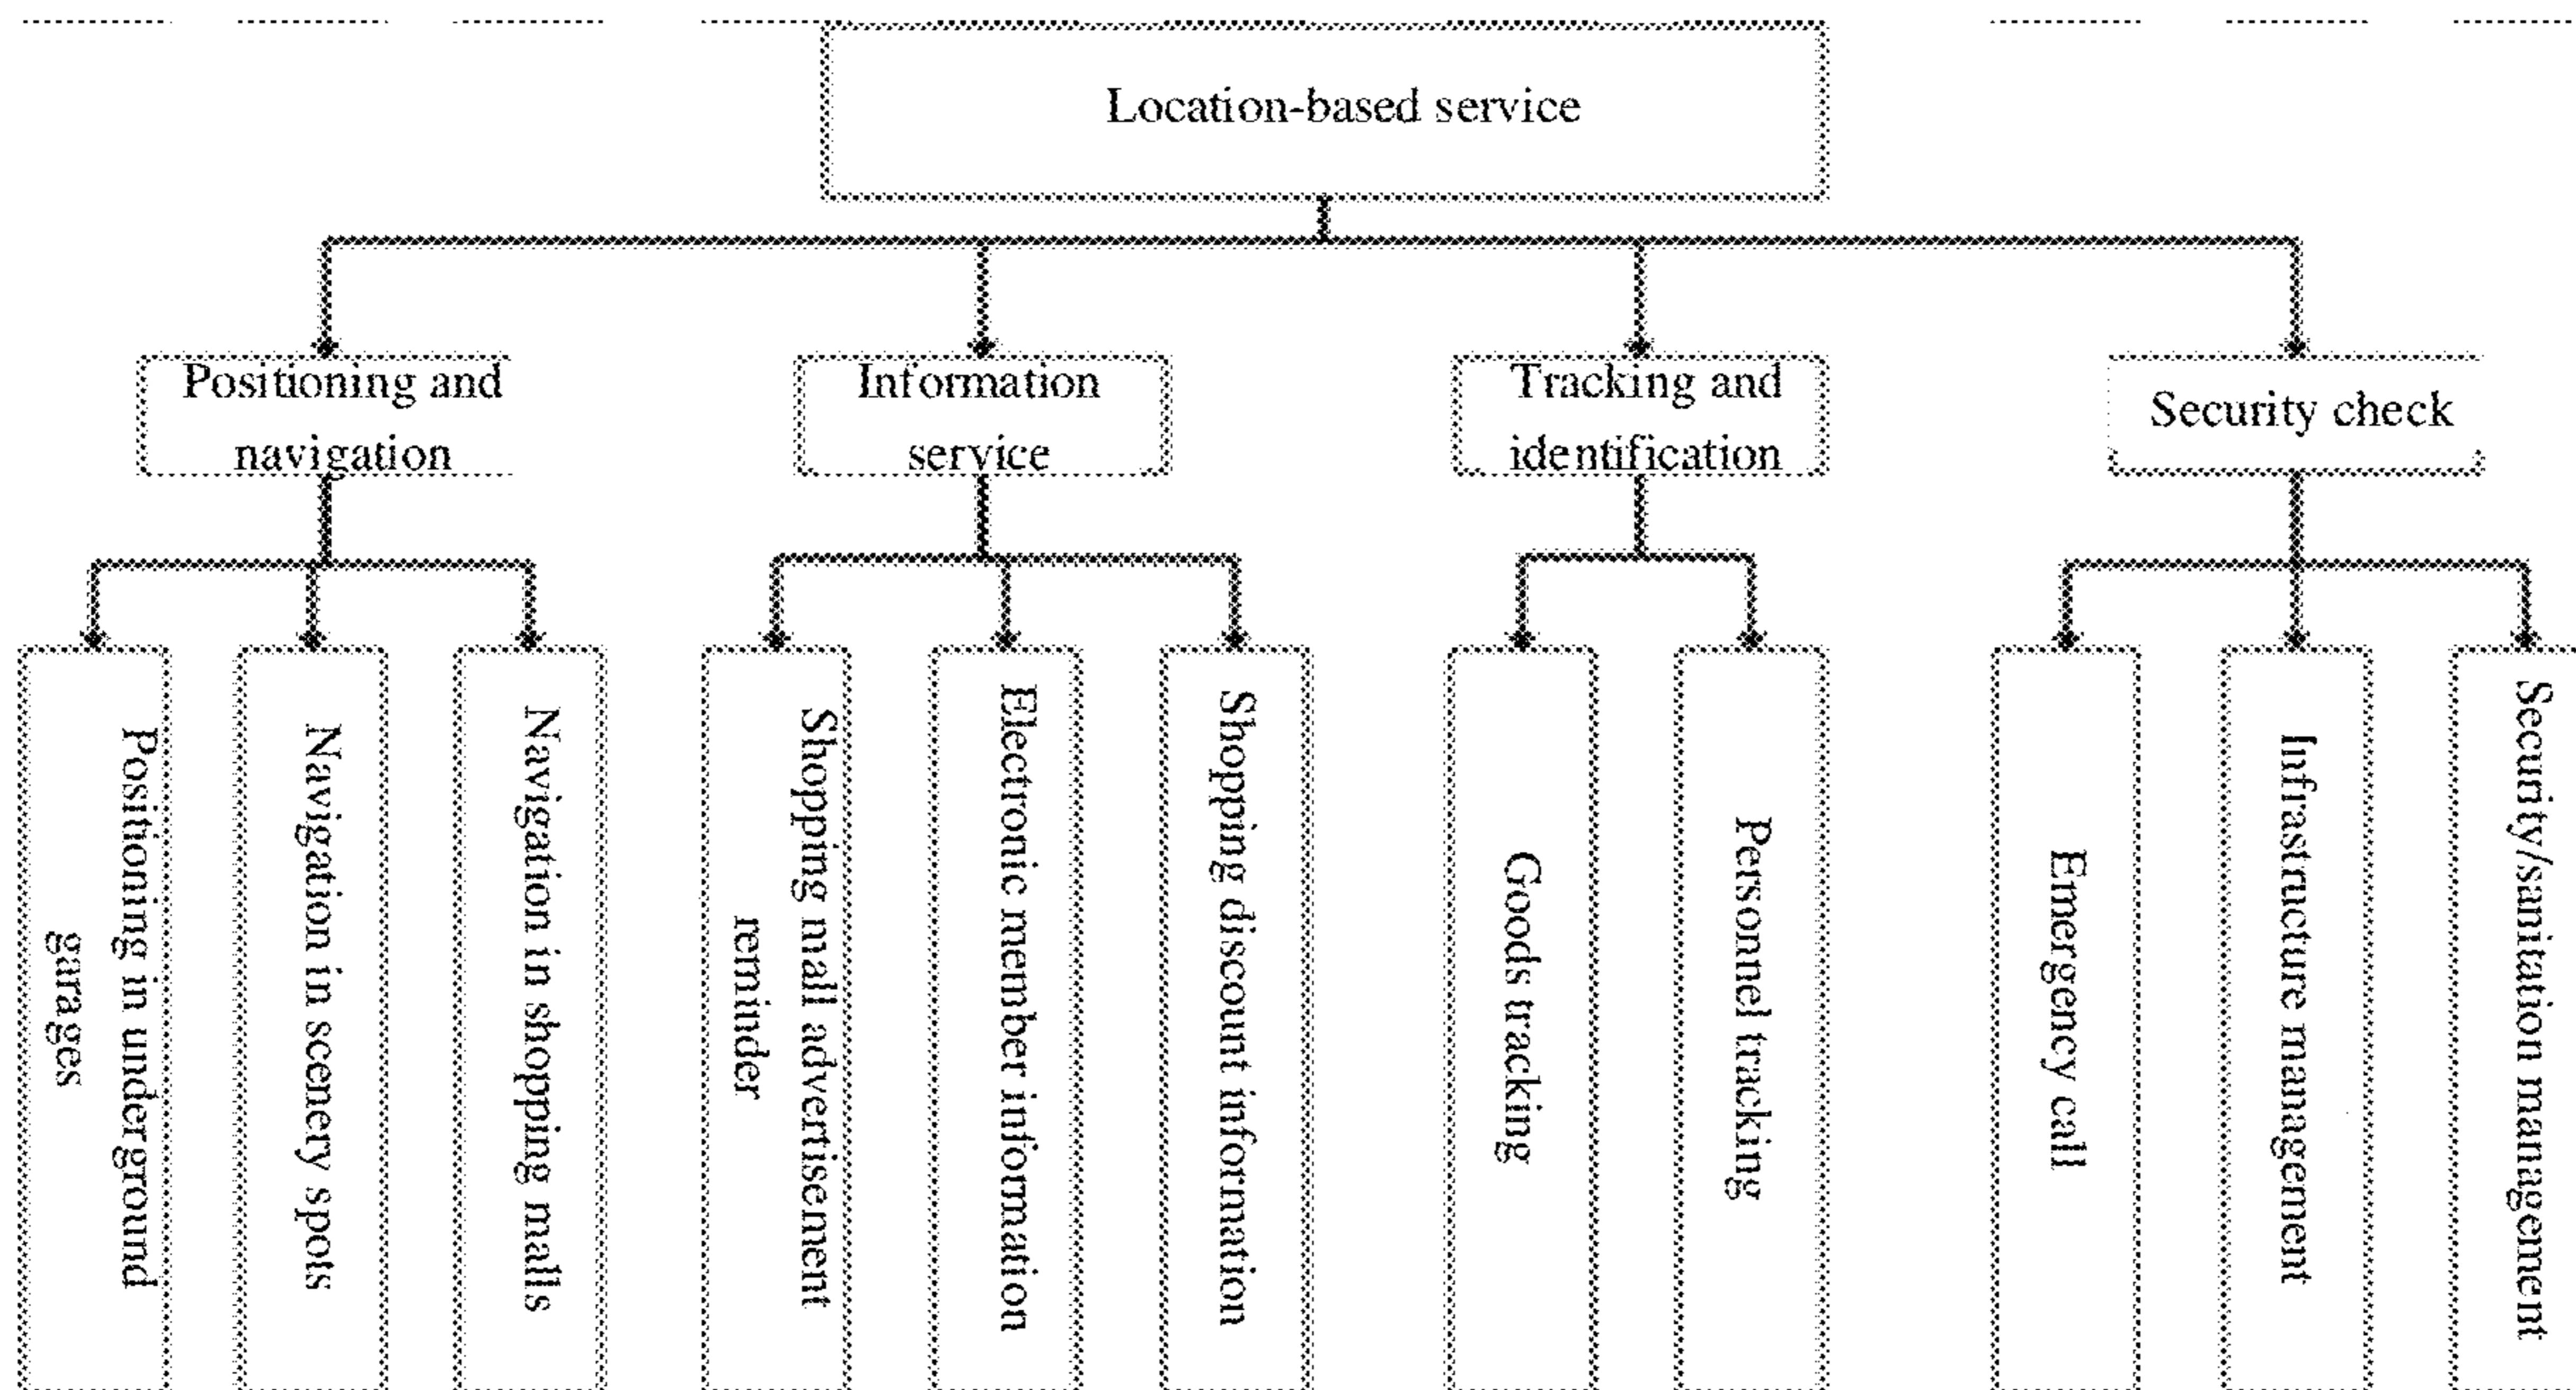 Location-based service
Positioning and
navigation
Information
service
Tracking and
identification
Security check
Positioning in underground
garages
Navigation in scenery spots
Navigation in shopping malls
Shopping mall advertisement
reminder
Electronic member information
Shopping discount information
Goods tracking
Personnel tracking
Emergency call
Infrastructure management
Security/sanitation management